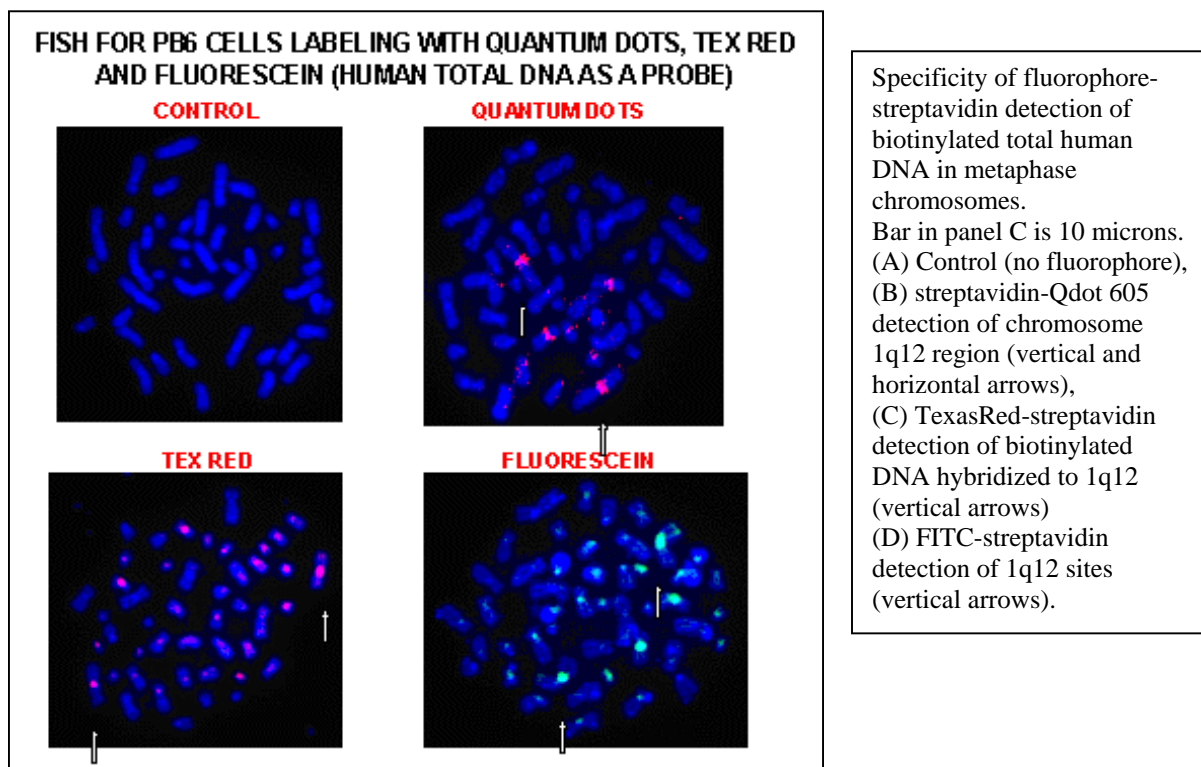 FISH FOR PB6 CELLS LABELING WITH QUANTUM DOTS, TEX RED
AND FLUORESCEIN (HUMAN TOTAL DNA AS A PROBE)
CONTROL
QUANTUM DOTS
TEX RED
FLUORESCEIN
Specificity of fluorophore-
streptavidin detection of
biotinylated total human
DNA in metaphase
chromosomes.
Bar in panel C is 10 microns.
(A) Control (no fluorophore),
(B) streptavidin-Qdot 605
detection of chromosome
1q12 region (vertical and
horizontal arrows),
(C) TexasRed-streptavidin
detection of biotinylated
DNA hybridized to 1q12
(vertical arrows)
(D) FITC-streptavidin
detection of 1q12 sites
(vertical arrows).